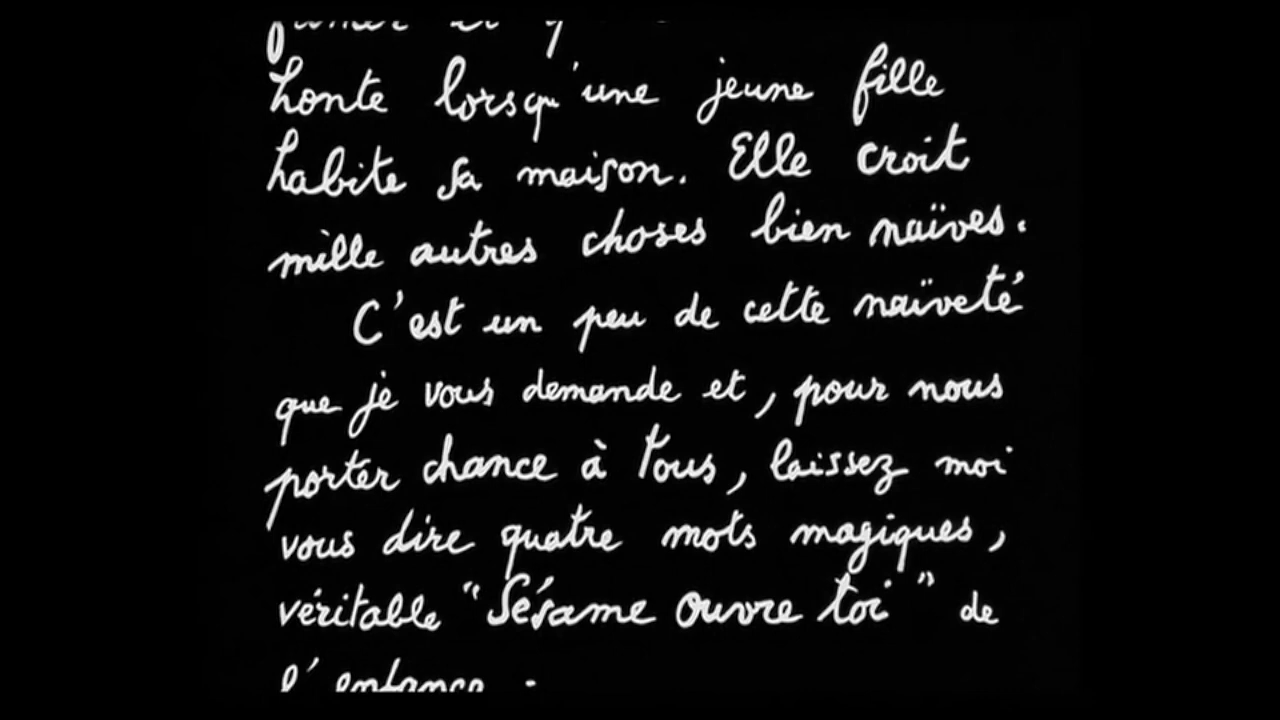 honte lorsqu'une jeune fille
habite sa maison. Elle croit
mille autres choses bien naïves.
C'est un peu de cette naïveté
que je vous demande et, pour nous
porter chance à tous, laissez moi
vous dire quatre mots magiques,
véritable "Sésame ouvre toi" de
l'enfance.